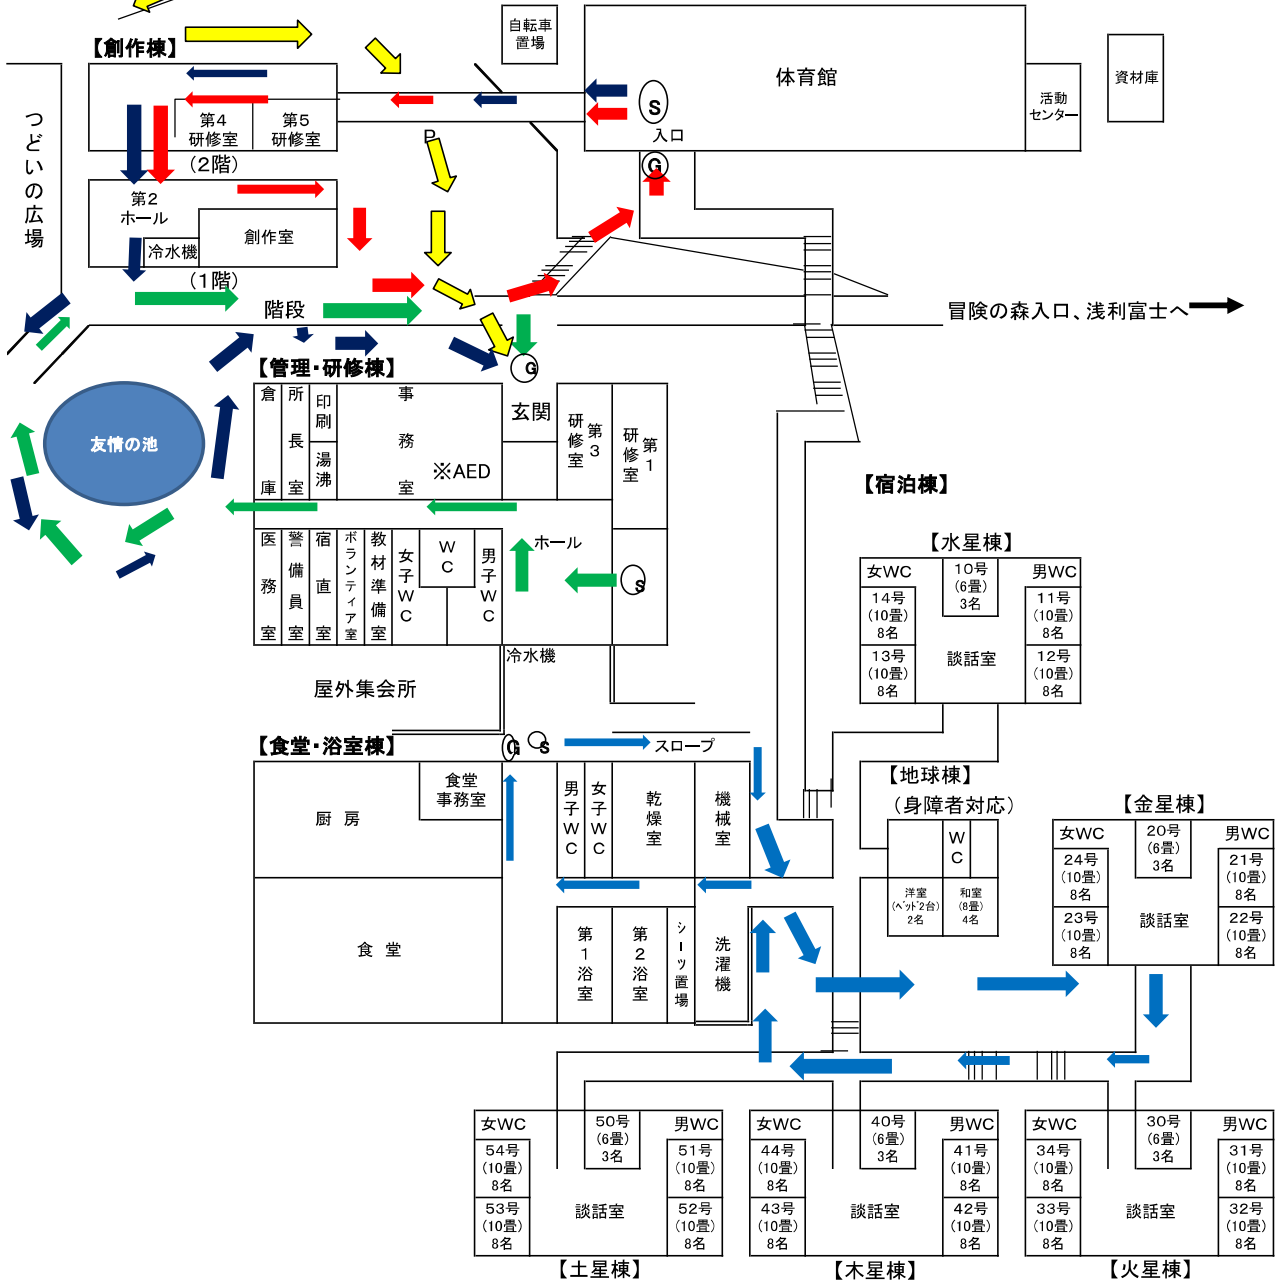 自転車
置場
体育館
資材庫
活動
センター
【創作棟】
つどいの広場
第4
研修室
第5
研修室
(2階)
S
入口
G
P
第2
ホール
冷水機
創作室
(1階)
階段
冒険の森入口、浅利富士へ
【管理・研修棟】
G
倉庫
所長室
印刷
湯沸
事務室
※AED
玄関
第3
研修室
第1
研修室
友情の池
医務室
警備員室
宿直室
ボランティア室
教材準備室
女子WC
WC
男子WC
ホール
S
冷水機
屋外集会所
【宿泊棟】
【水星棟】
女WC
10号
(6畳)
3名
男WC
14号
(10畳)
8名
11号
(10畳)
8名
13号
(10畳)
8名
談話室
12号
(10畳)
8名
【食堂・浴室棟】
G
S
スロープ
厨房
食堂
事務室
男子WC
女子WC
乾燥室
機械室
食堂
第1浴室
第2浴室
シーツ置場
洗濯機
【地球棟】
(身障者対応)
WC
洋室
(ベッド2台)
2名
和室
(8畳)
4名
【金星棟】
女WC
20号
(6畳)
3名
男WC
24号
(10畳)
8名
21号
(10畳)
8名
23号
(10畳)
8名
談話室
22号
(10畳)
8名
女WC
50号
(6畳)
3名
男WC
54号
(10畳)
8名
51号
(10畳)
8名
53号
(10畳)
8名
談話室
52号
(10畳)
8名
【土星棟】
女WC
40号
(6畳)
3名
男WC
44号
(10畳)
8名
41号
(10畳)
8名
43号
(10畳)
8名
談話室
42号
(10畳)
8名
【木星棟】
女WC
30号
(6畳)
3名
男WC
34号
(10畳)
8名
31号
(10畳)
8名
33号
(10畳)
8名
談話室
32号
(10畳)
8名
【火星棟】